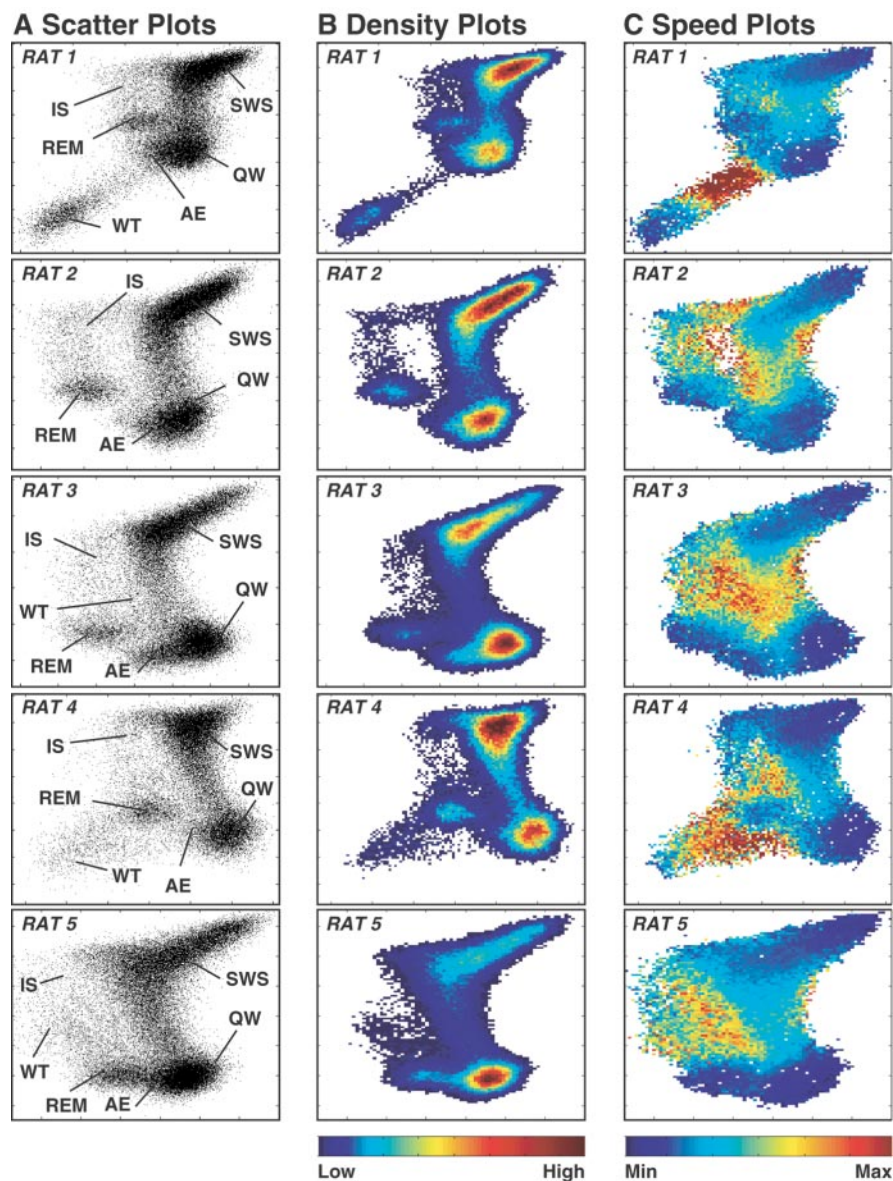 A Scatter Plots
B Density Plots
C Speed Plots
RAT 1
IS
REM
SWS
QW
AE
WT
RAT 1
RAT 1
RAT 2
IS
SWS
QW
REM
AE
RAT 2
RAT 2
RAT 3
IS
SWS
WT
QW
REM
AE
RAT 3
RAT 3
RAT 4
IS
SWS
REM
QW
WT
AE
RAT 4
RAT 4
RAT 5
IS
SWS
QW
WT
REM
AE
RAT 5
RAT 5
Low
High
Min
Max